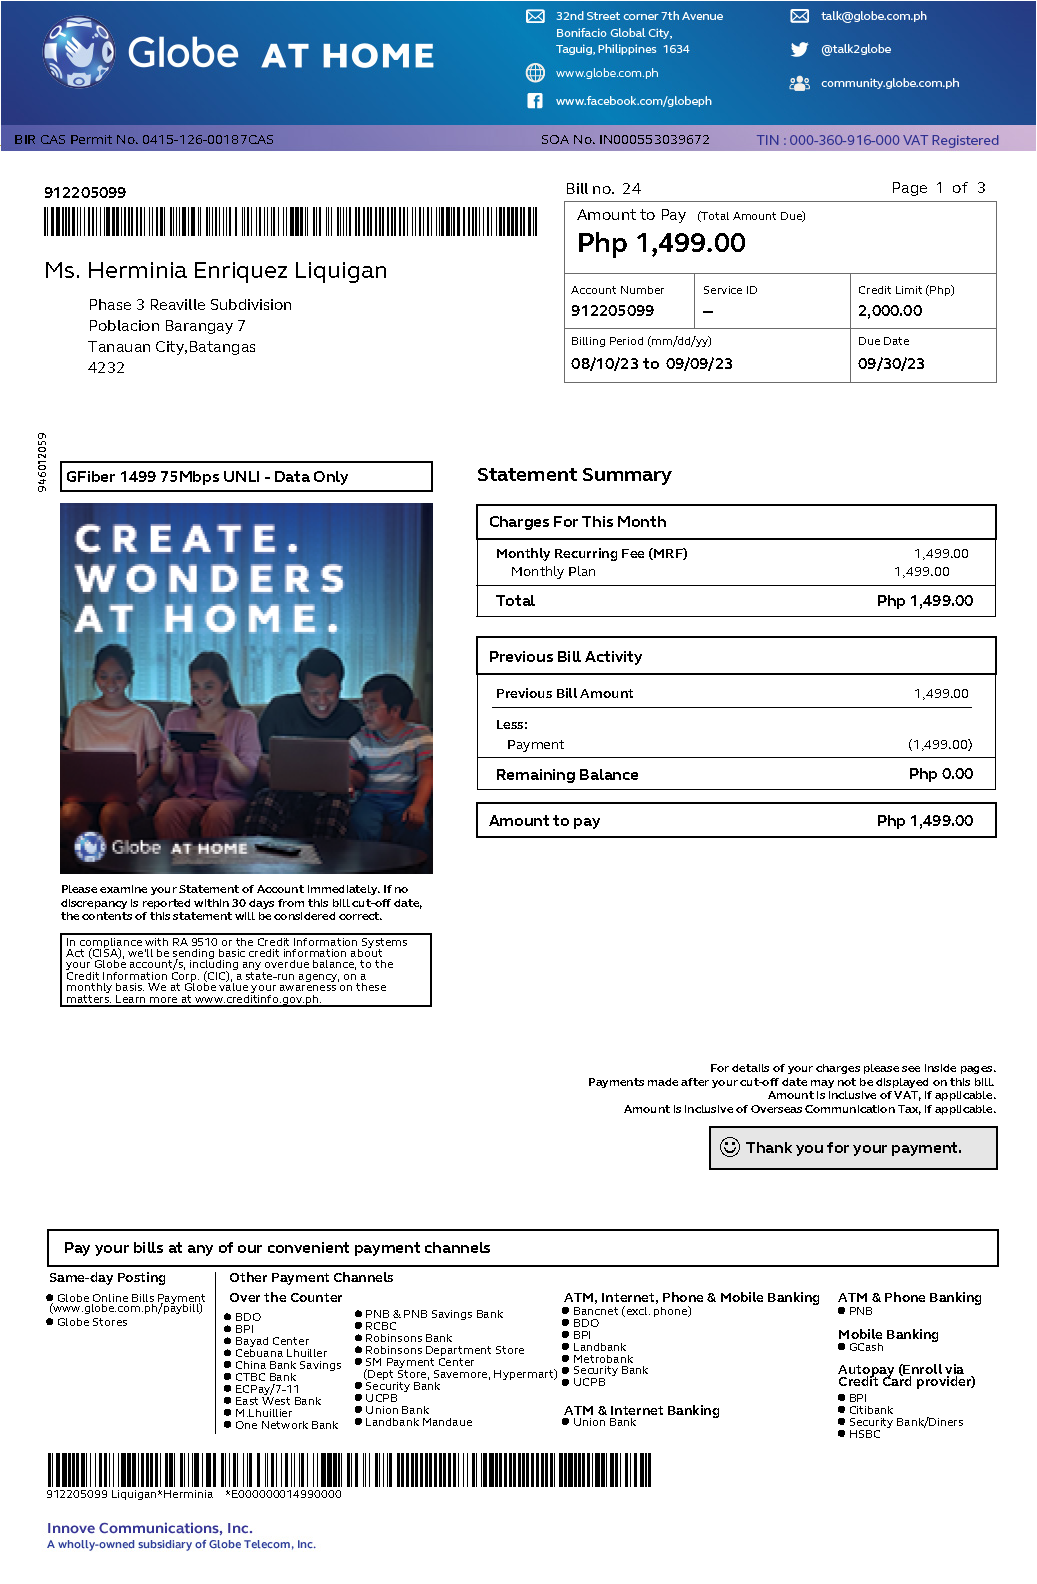 Globe AT HOME
32nd Street corner 7th Avenue
Bonifacio Global City,
Taguig, Philippines 1634
www.globe.com.ph
www.facebook.com/globeph
talk@globe.com.ph
@talk2globe
community.globe.com.ph
BIR CAS Permit No. 0415-126-00187CAS
SOA No. IN000553039672
TIN : 000-360-916-000 VAT Registered
912205099
Ms. Herminia Enriquez Liquigan
Phase 3 Reaville Subdivision
Poblacion Barangay 7
Tanauan City,Batangas
4232
Bill no. 24
Page 1 of 3
Amount to Pay (Total Amount Due)
Php 1,499.00
Account Number
912205099
Service ID
–
Credit Limit (Php)
2,000.00
Billing Period (mm/dd/yy)
08/10/23 to 09/09/23
Due Date
09/30/23
946012059
GFiber 1499 75Mbps UNLI - Data Only
CREATE.
WONDERS
AT HOME.
Globe AT HOME
Please examine your Statement of Account immediately. If no
discrepancy is reported within 30 days from this bill cut-off date,
the contents of this statement will be considered correct.
In compliance with RA 9510 or the Credit Information Systems
Act (CISA), we'll be sending basic credit information about
your Globe account/s, including any overdue balance, to the
Credit Information Corp. (CIC), a state-run agency, on a
monthly basis. We at Globe value your awareness on these
matters. Learn more at www.creditinfo.gov.ph.
Statement Summary
Charges For This Month
Monthly Recurring Fee (MRF) 1,499.00
Monthly Plan 1,499.00
Total Php 1,499.00
Previous Bill Activity
Previous Bill Amount 1,499.00
Less:
Payment (1,499.00)
Remaining Balance Php 0.00
Amount to pay Php 1,499.00
For details of your charges please see inside pages.
Payments made after your cut-off date may not be displayed on this bill.
Amount is inclusive of VAT, if applicable.
Amount is inclusive of Overseas Communication Tax, if applicable.
Thank you for your payment.
Pay your bills at any of our convenient payment channels
Same-day Posting
Globe Online Bills Payment
(www.globe.com.ph/paybill)
Globe Stores
Other Payment Channels
Over the Counter
BDO
BPI
Bayad Center
Cebuana Lhuiller
China Bank Savings
CTBC Bank
ECPay/7-11
East West Bank
M.Lhuillier
One Network Bank
PNB & PNB Savings Bank
RCBC
Robinsons Bank
Robinsons Department Store
SM Payment Center
(Dept Store, Savemore, Hypermart)
Security Bank
UCPB
Union Bank
Landbank Mandaue
ATM, Internet, Phone & Mobile Banking
Bancnet (excl. phone)
BDO
BPI
Landbank
Metrobank
Security Bank
UCPB
ATM & Internet Banking
Union Bank
ATM & Phone Banking
PNB
Mobile Banking
GCash
Autopay (Enroll via
Credit Card provider)
BPI
Citibank
Security Bank/Diners
HSBC
912205099 Liquigan*Herminia *E000000014990000
Innove Communications, Inc.
A wholly-owned subsidiary of Globe Telecom, Inc.